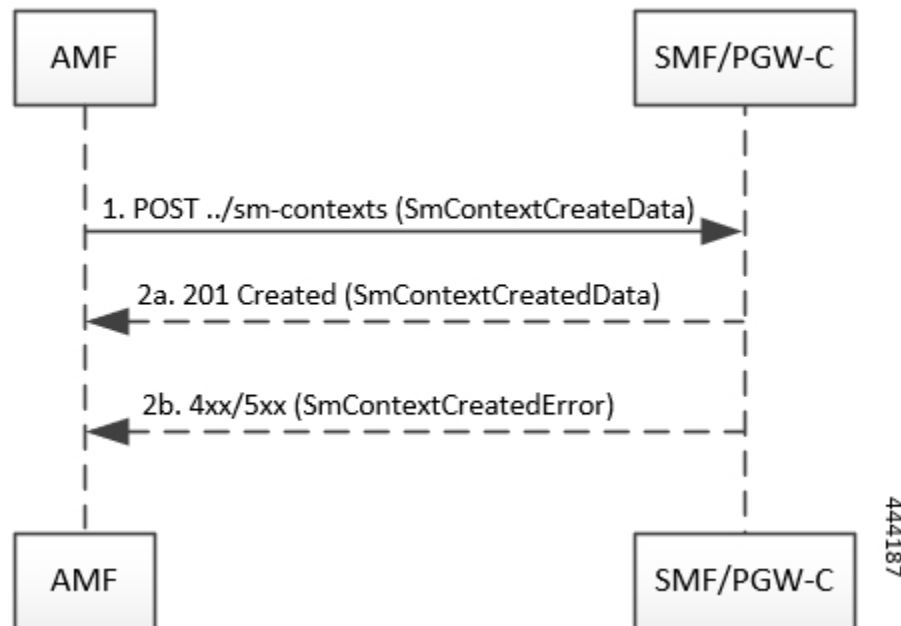 AMF
SMF/PGW-C
1. POST ../sm-contexts (SmContextCreateData)
2a. 201 Created (SmContextCreatedData)
2b. 4xx/5xx (SmContextCreatedError)
AMF
SMF/PGW-C
444187